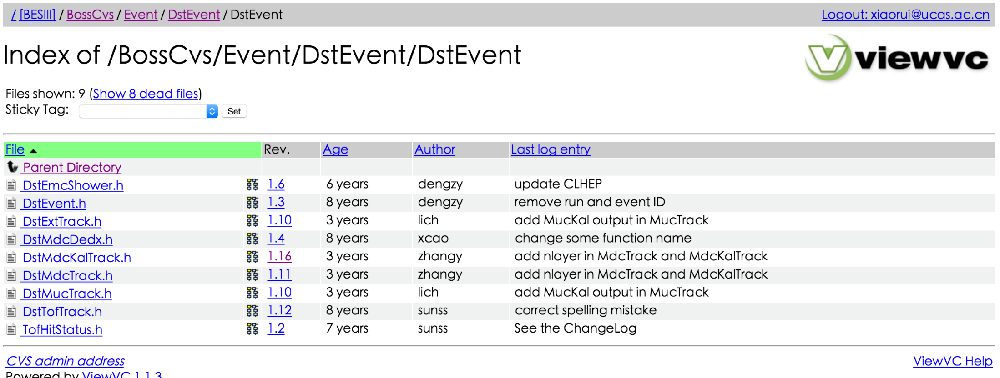 / [BESIII] / BossCvs / Event / DstEvent / DstEvent Logout: xiaorui@ucas.ac.cn
Index of /BossCvs/Event/DstEvent/DstEvent
viewvc
Files shown: 9 (Show 8 dead files)
Sticky Tag: Set
File Rev. Age Author Last log entry
Parent Directory
DstEmcShower.h 1.6 6 years dengzy update CLHEP
DstEvent.h 1.3 8 years dengzy remove run and event ID
DstExtTrack.h 1.10 3 years lich add MucKal output in MucTrack
DstMdcDedx.h 1.4 8 years xcao change some function name
DstMdcKalTrack.h 1.16 3 years zhangy add nlayer in MdcTrack and MdcKalTrack
DstMdcTrack.h 1.11 3 years zhangy add nlayer in MdcTrack and MdcKalTrack
DstMucTrack.h 1.10 3 years lich add MucKal output in MucTrack
DstTofTrack.h 1.12 8 years sunss correct spelling mistake
TofHitStatus.h 1.2 7 years sunss See the ChangeLog
CVS admin address ViewVC Help
Powered by ViewVC 1.1.3